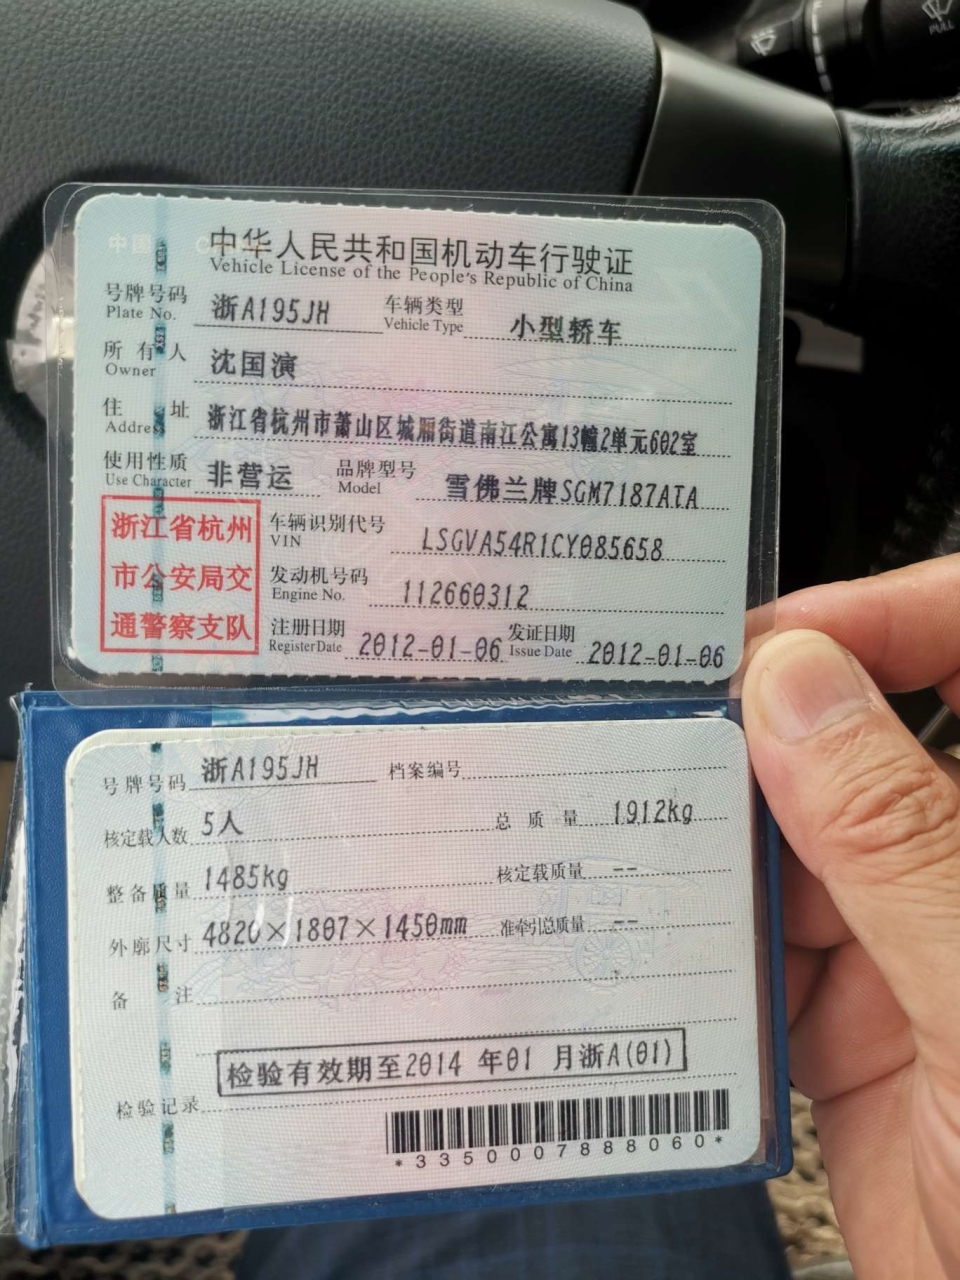 中华人民共和国机动车行驶证
Vehicle License of the People's Republic of China
号牌号码 浙A195JH 车辆类型 小型轿车
Plate No. Vehicle Type
所有人 沈国演
Owner
住址 浙江省杭州市萧山区城厢街道南江公寓13幢2单元602室
Address
使用性质 非营运 品牌型号 雪佛兰牌SGM7187ATA
Use Character Model
浙江省杭州
市公安局交
通警察支队
车辆识别代号 LSGVA54R1CY085658
VIN
发动机号码 112660312
Engine No.
注册日期 2012-01-06 发证日期 2012-01-06
Register Date Issue Date
号牌号码 浙A195JH 档案编号
核定载人数 5人 总质量 1912kg
整备质量 1485kg 核定载质量 --
外廓尺寸 4820×1807×1450mm 准牵引总质量 --
备注
检验有效期至2014 年01 月浙A(01)
检验记录
*3350007888060*
PULL